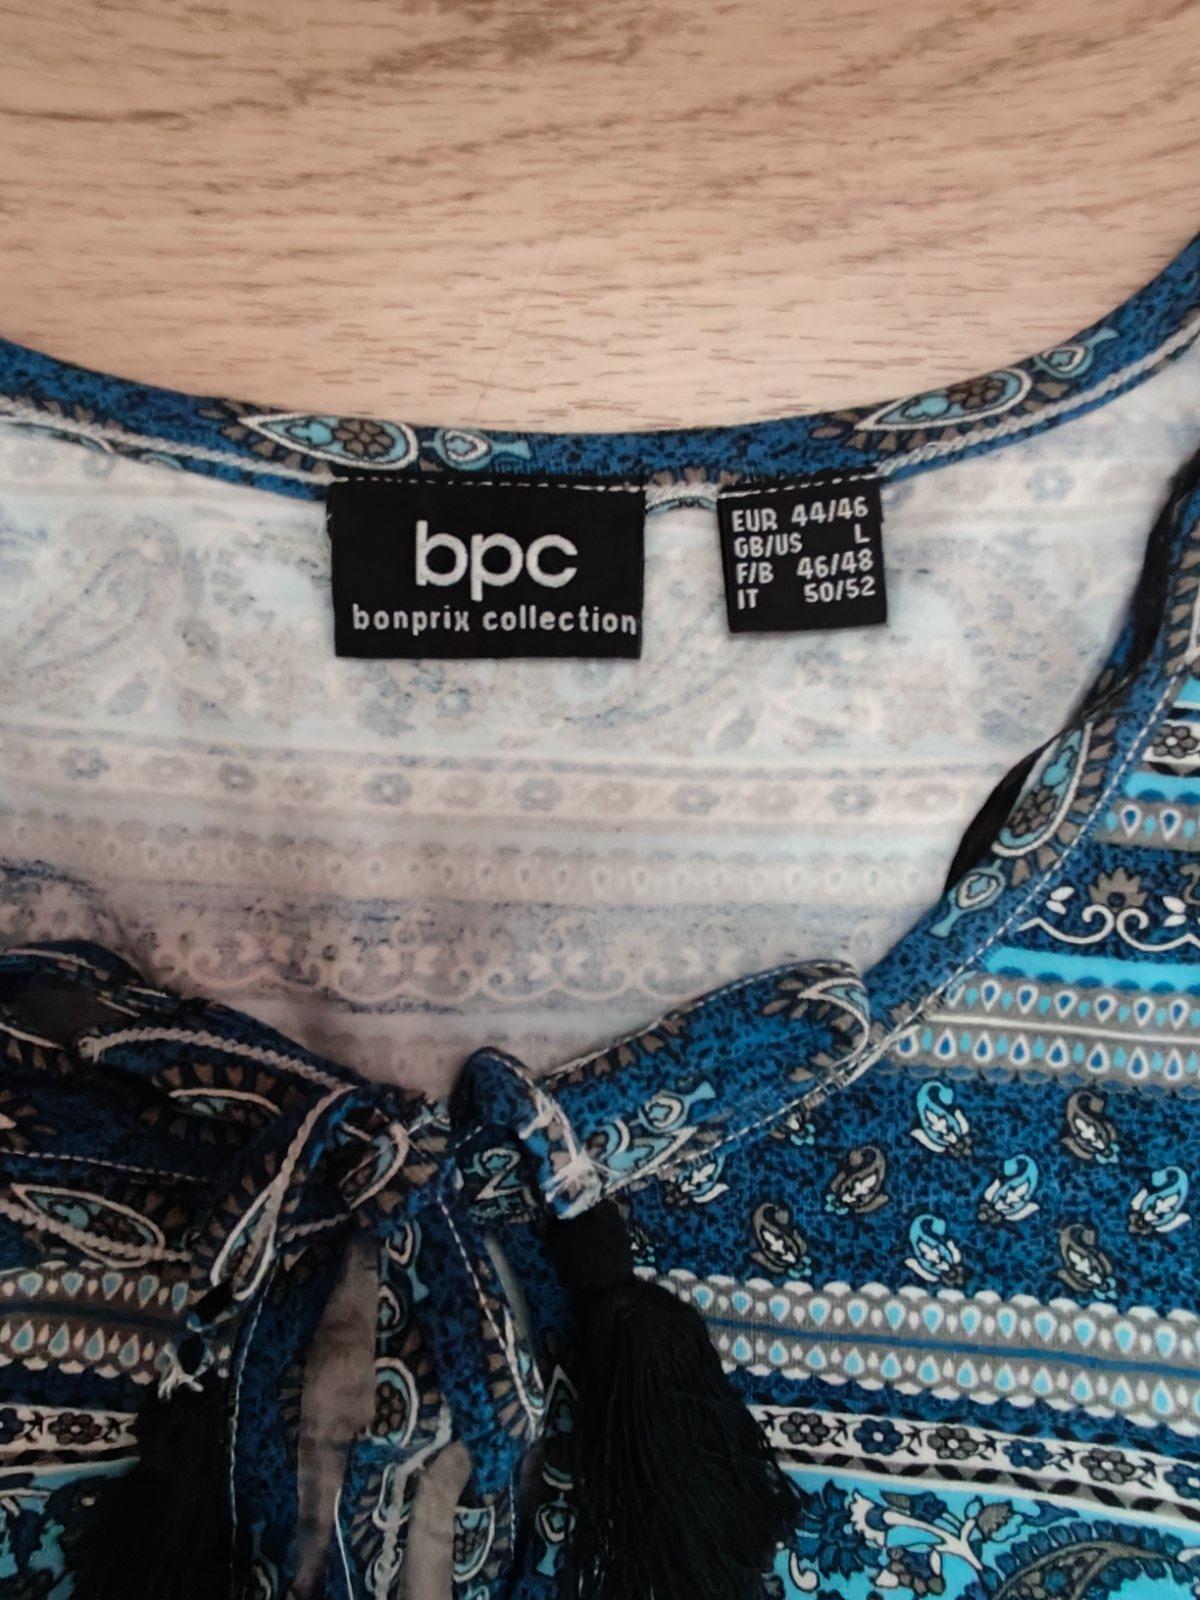 bpc
bonprix collection
EUR 44/46
GB/US L
F/B 46/48
IT 50/52